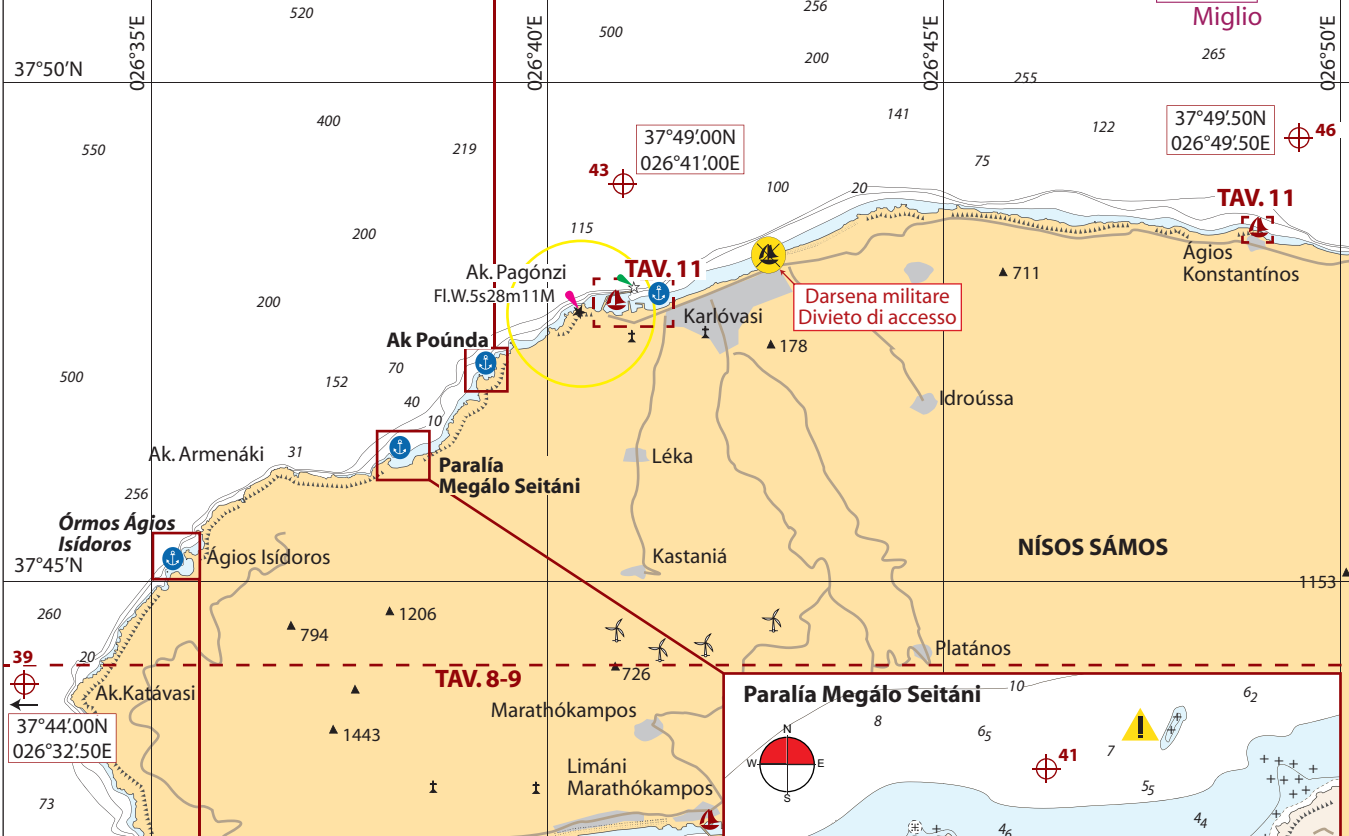 520
256
Miglio
026°35′E
026°40′E
026°45′E
026°50′E
500
200
265
37°50′N
255
400
141
122
37°49′.00N
026°41′.00E
37°49′.50N
026°49′.50E
46
550
219
43
75
100
20
TAV. 11
200
115
Ak. Pagónzi
Fl.W.5s28m11M
TAV. 11
Ágios
Konstantínos
711
200
Darsena militare
Divieto di accesso
Karlóvasi
Ak Poúnda
178
500
152
70
40
10
Idroússa
Ak. Armenáki
31
Léka
Paralía
Megálo Seitáni
256
Órmos Ágios
Isídoros
Ágios Isídoros
Kastaniá
NÍSOS SÁMOS
37°45′N
1153
260
1206
794
20
39
Platános
726
TAV. 8-9
Ak.Katávasi
37°44′.00N
026°32′.50E
1443
Marathókampos
Limáni
Marathókampos
73
Paralía Megálo Seitáni
10
6₂
8
6₅
N
W
E
S
41
7
5₅
4₆
4₄